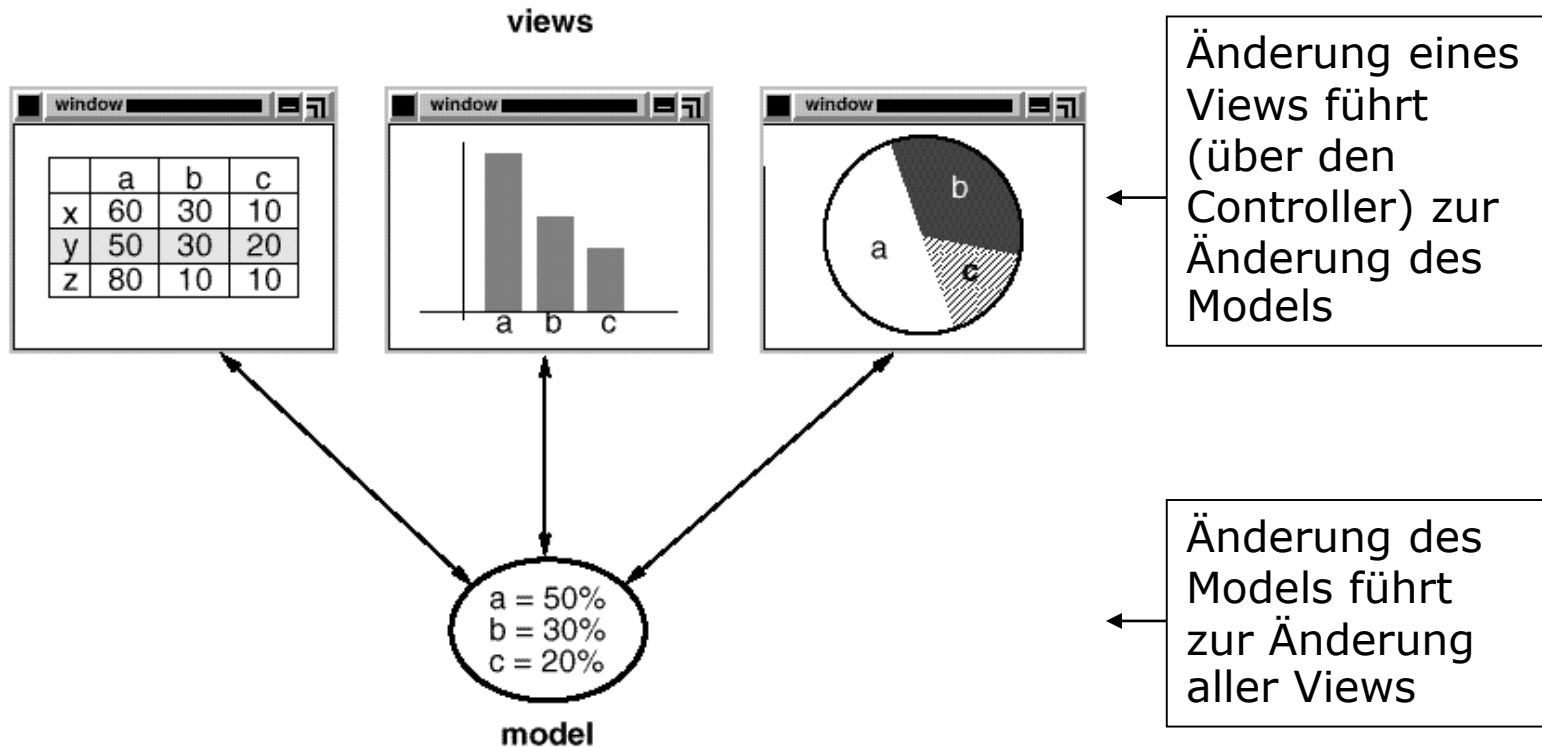 views
window
a b c
x 60 30 10
y 50 30 20
z 80 10 10
window
a b c
window
b
a
c
Änderung eines
Views führt
(über den
Controller) zur
Änderung des
Models
a = 50%
b = 30%
c = 20%
model
Änderung des
Models führt
zur Änderung
aller Views